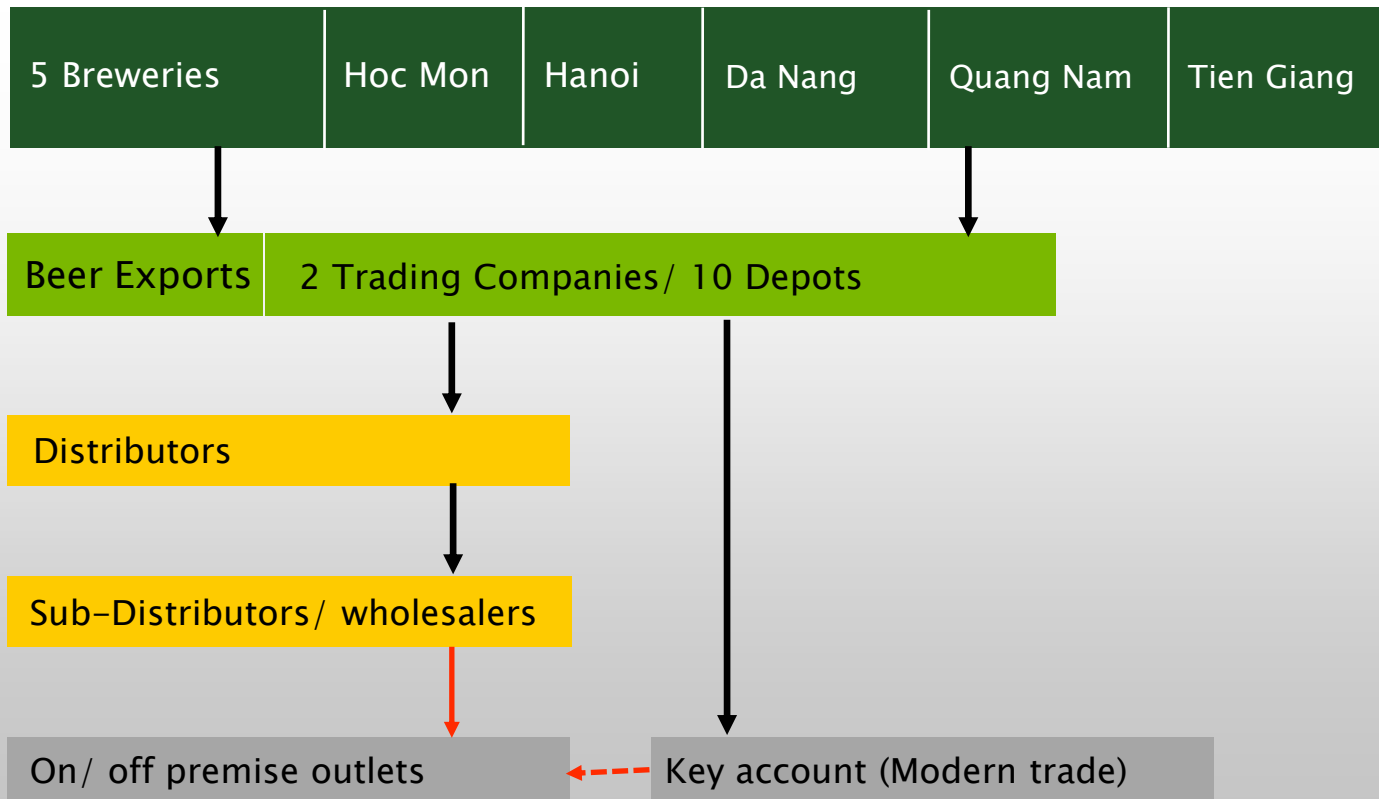 5 Breweries
Hoc Mon
Hanoi
Da Nang
Quang Nam
Tien Giang
Beer Exports
2 Trading Companies/ 10 Depots
Distributors
Sub-Distributors/ wholesalers
On/ off premise outlets
Key account (Modern trade)